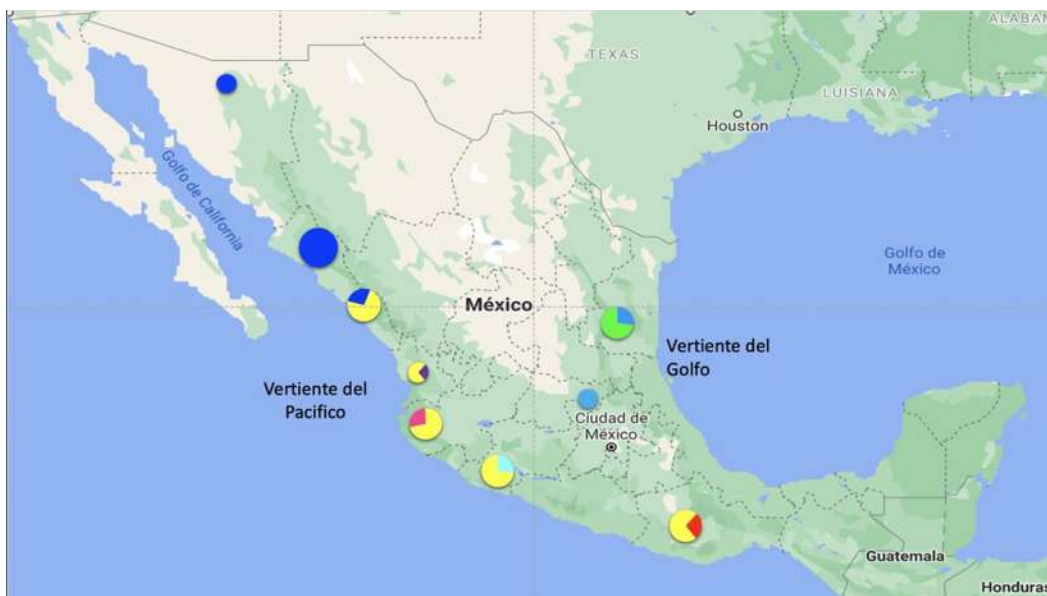 ALABAM
TEXAS
LUISIANA
Houston
Golfo de
California
Golfo de
México
México
Vertiente del
Golfo
Vertiente del
Pacifico
Ciudad de
México
Guatemala
Honduras